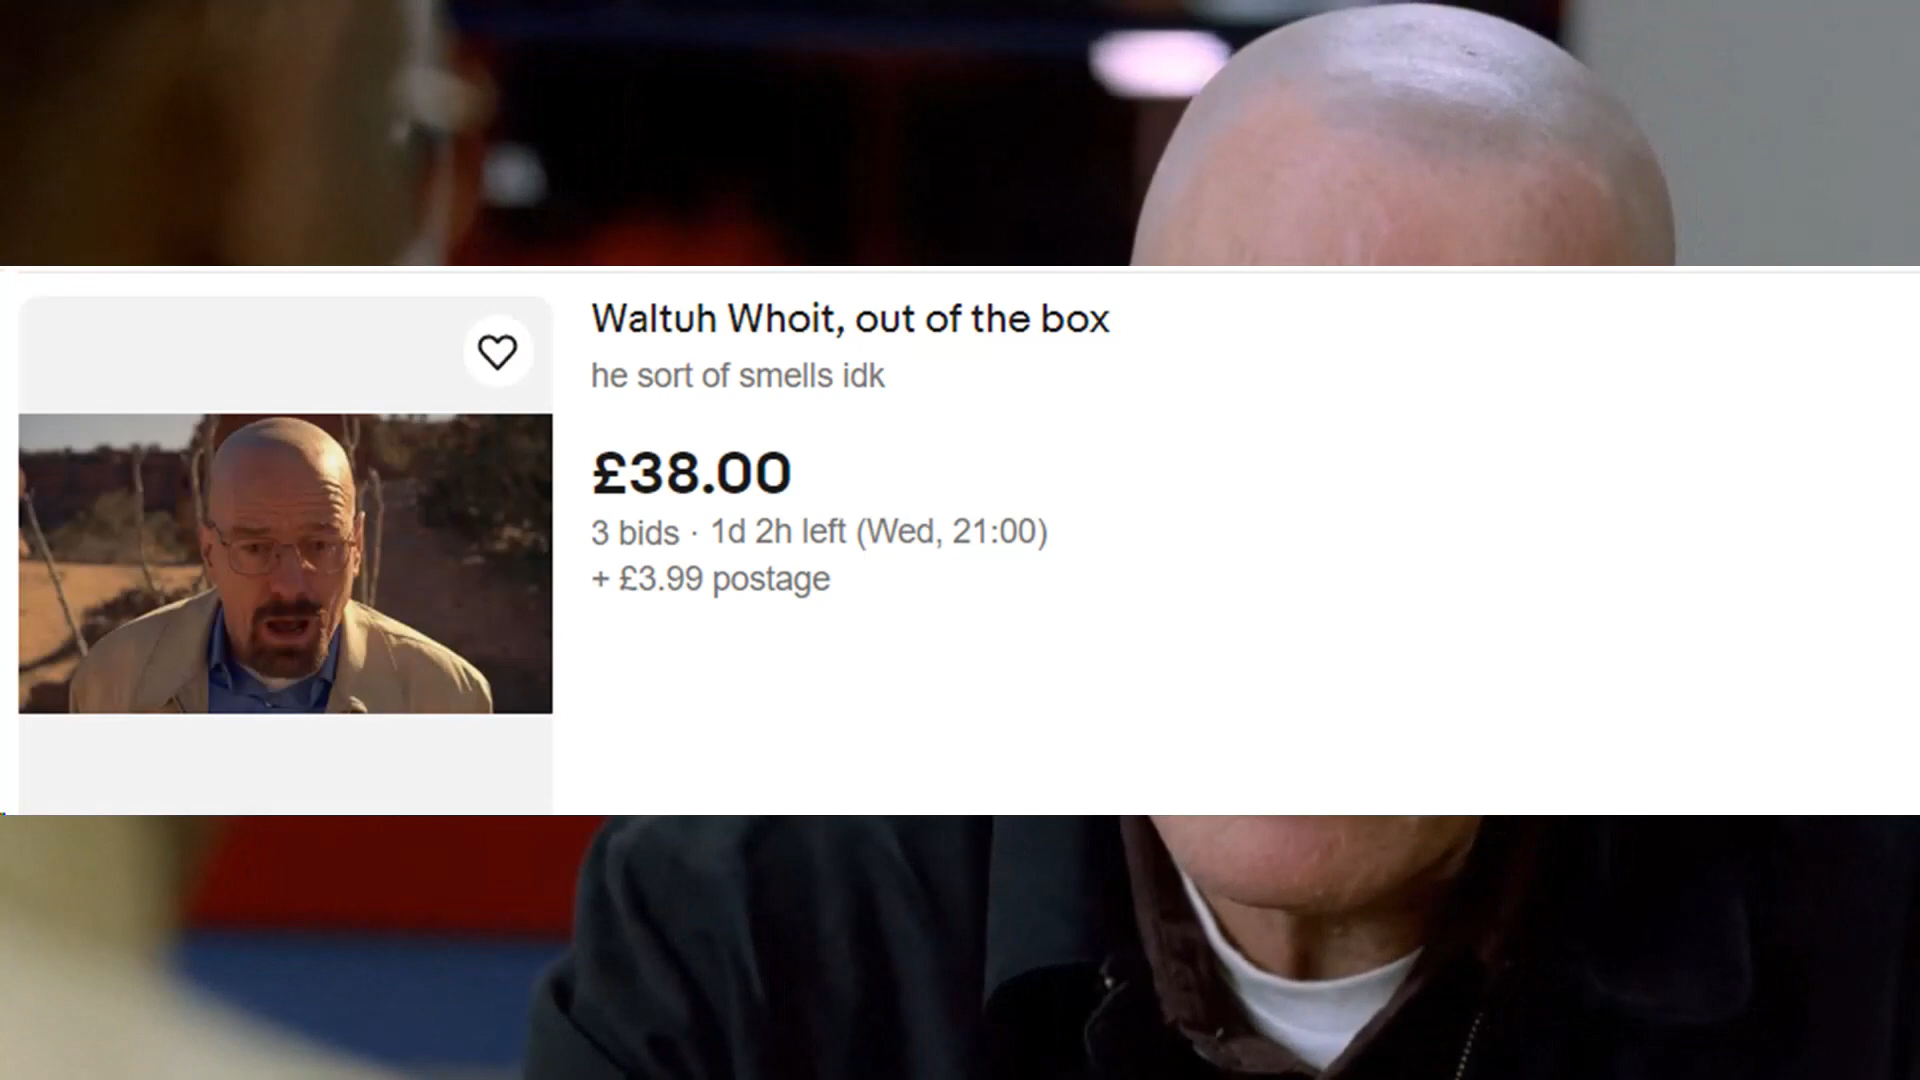 Waltuh Whoit, out of the box
he sort of smells idk
£38.00
3 bids · 1d 2h left (Wed, 21:00)
+ £3.99 postage